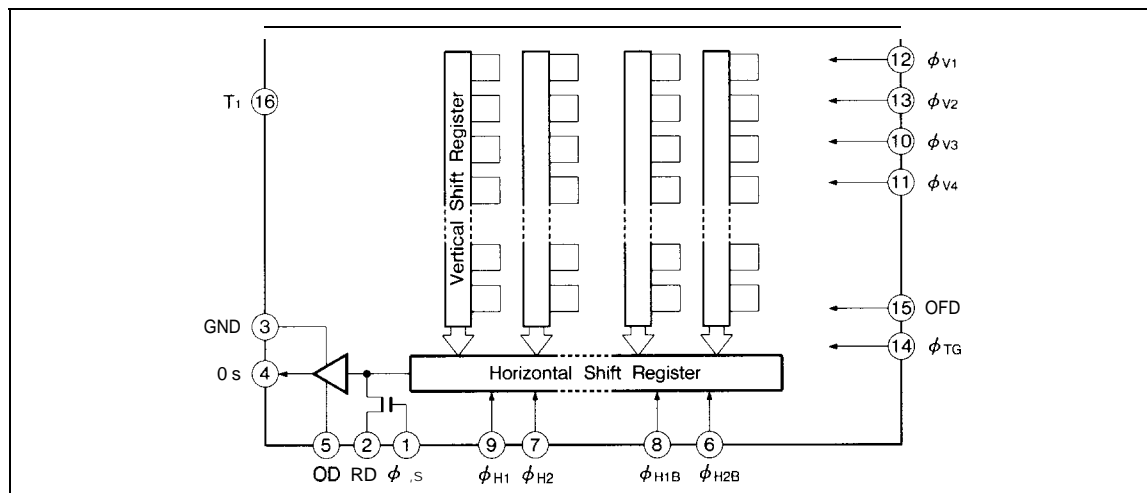 12 ϕV1
T1 16
13 ϕV2
10 ϕV3
11 ϕV4
Vertical Shift Register
15 OFD
GND 3
14 ϕTG
0 s 4
Horizontal Shift Register
5 2 1 9 7 8 6
OD RD ϕ ,S ϕH1 ϕH2 ϕH1B ϕH2B